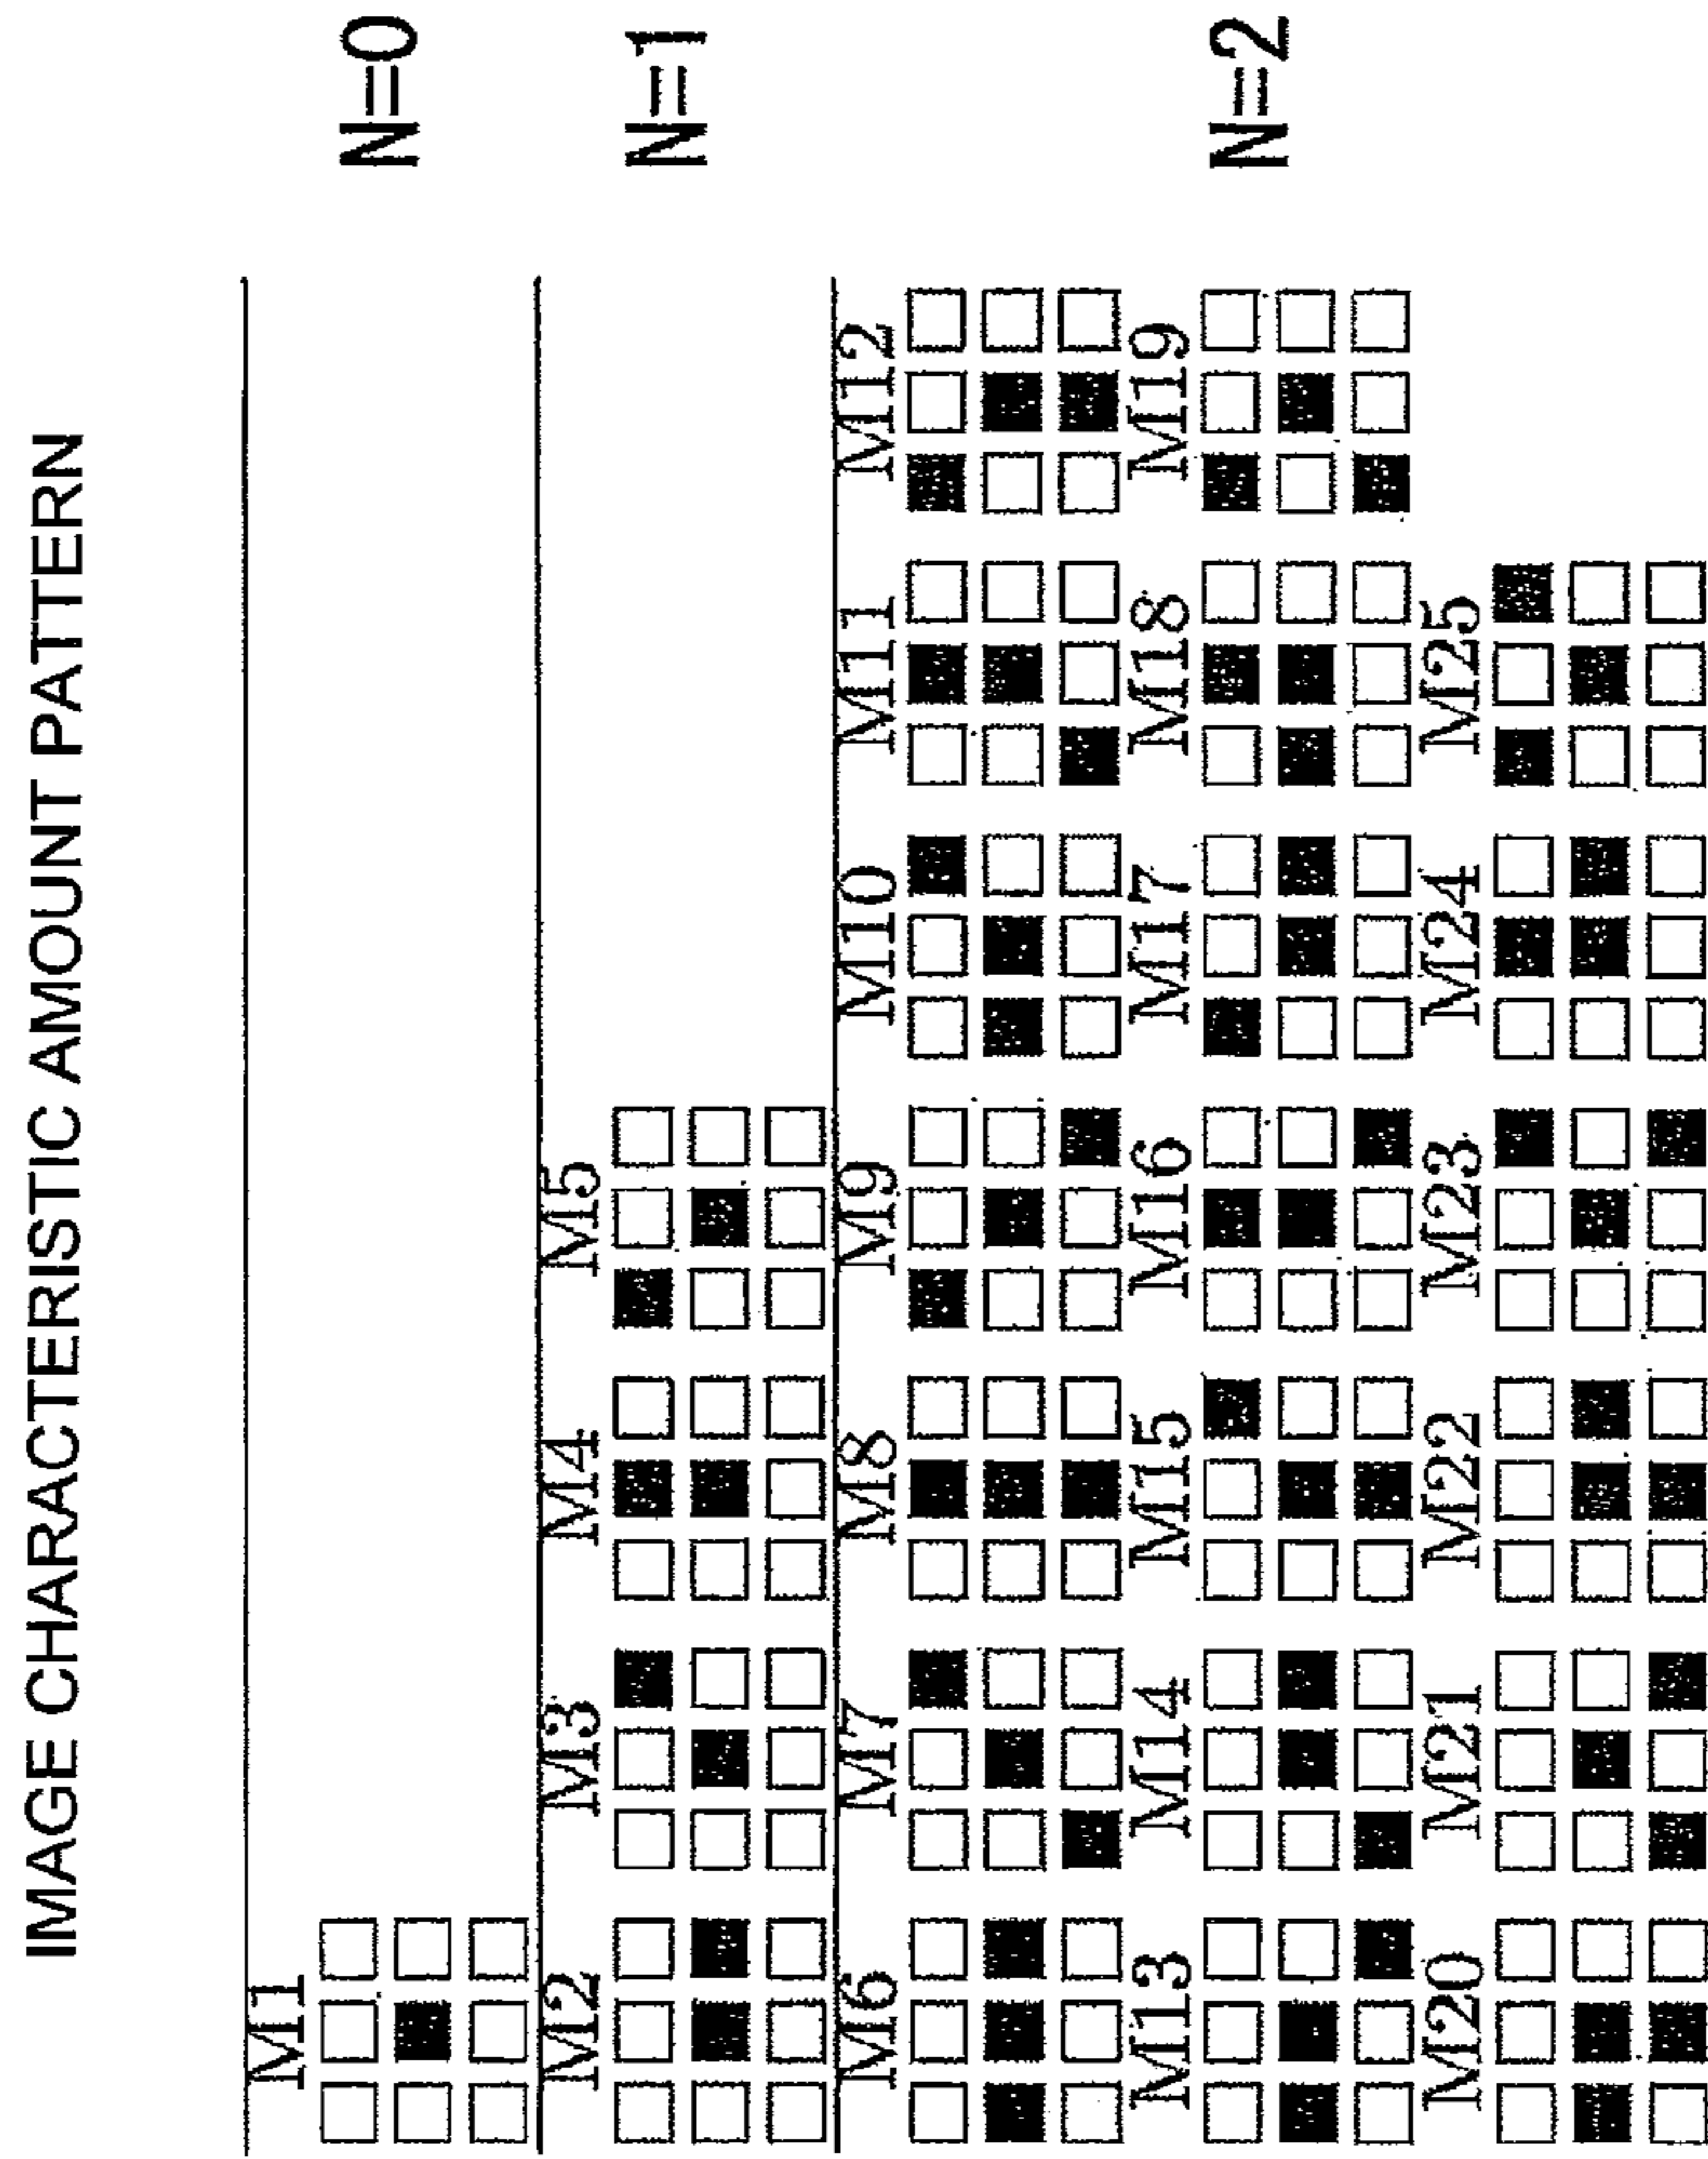 IMAGE CHARACTERISTIC AMOUNT PATTERN
M1
N=0
M2 M3 M4 M5
N=1
M6 M7 M8 M9 M10 M11 M12
M13 M14 M15 M16 M17 M18 M19
N=2
M20 M21 M22 M23 M24 M25